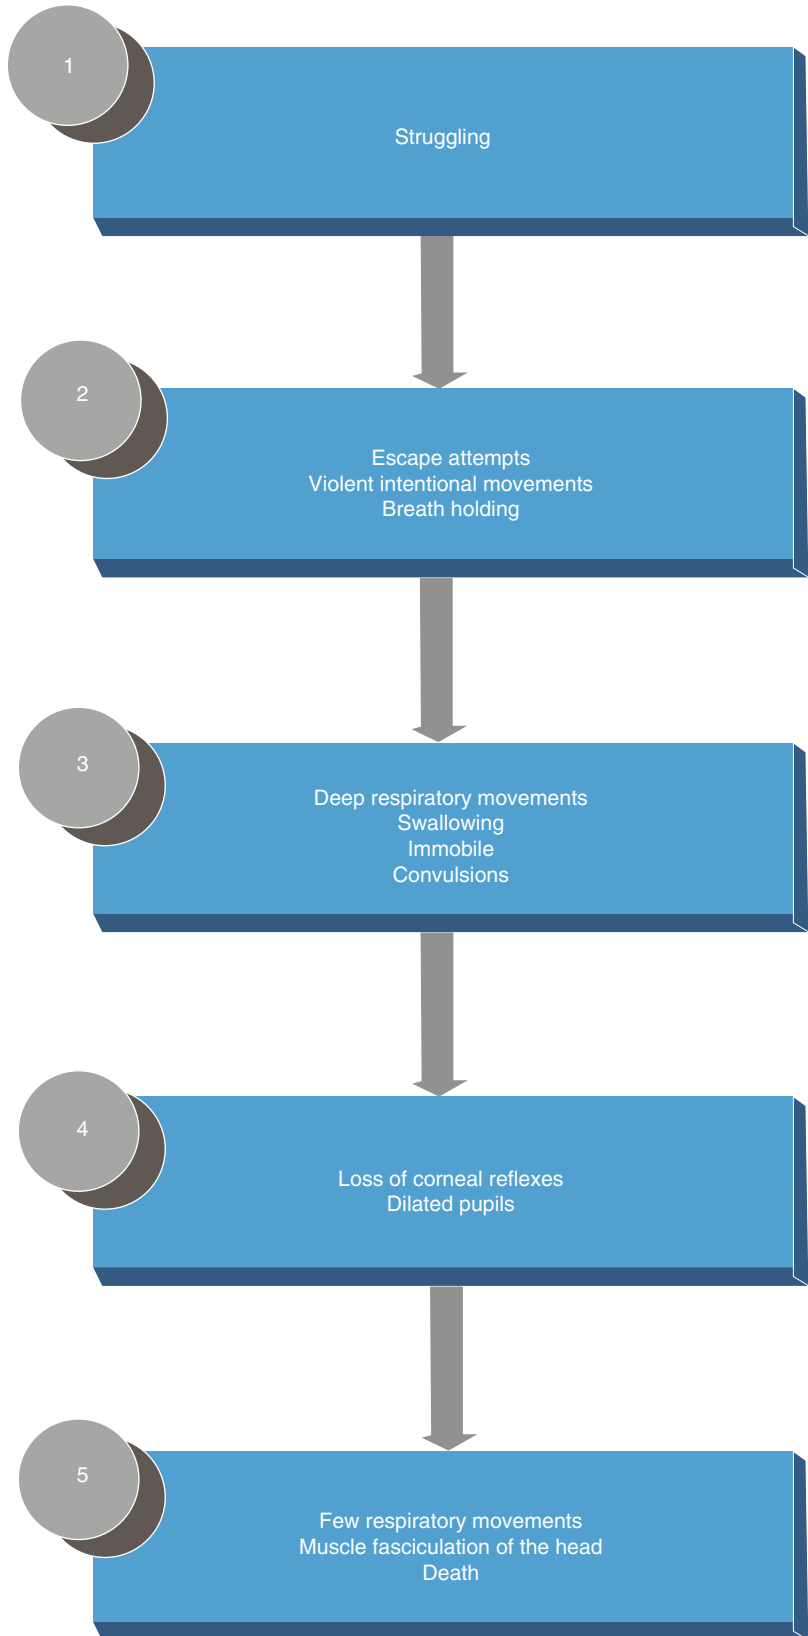 1
Struggling
2
Escape attempts
Violent intentional movements
Breath holding
3
Deep respiratory movements
Swallowing
Immobile
Convulsions
4
Loss of corneal reflexes
Dilated pupils
5
Few respiratory movements
Muscle fasciculation of the head
Death